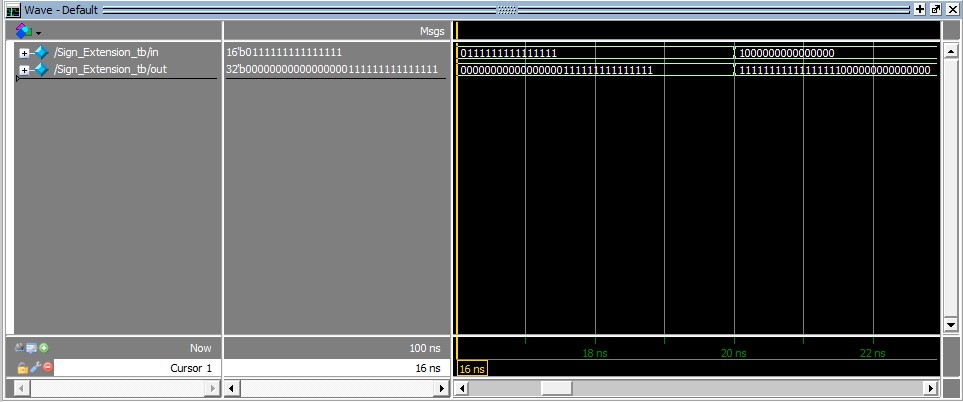 Wave - Default
Msgs
/Sign_Extension_tb/in 16'b0111111111111111 0111111111111111 1000000000000000
/Sign_Extension_tb/out 32'b00000000000000000111111111111111 00000000000000000111111111111111 11111111111111111000000000000000
Now 100 ns 18 ns 20 ns 22 ns
Cursor 1 16 ns 16 ns